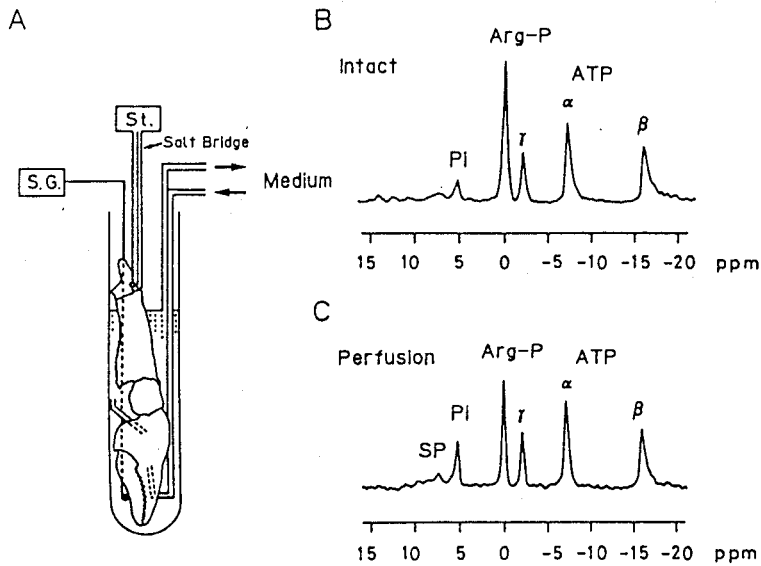 A
St.
Salt Bridge
S.G.
Medium
B
Intact
Arg-P
ATP
PI
γ
α
β
15 10 5 0 -5 -10 -15 -20 ppm
C
Perfusion
Arg-P
ATP
SP
PI
γ
α
β
15 10 5 0 -5 -10 -15 -20 ppm